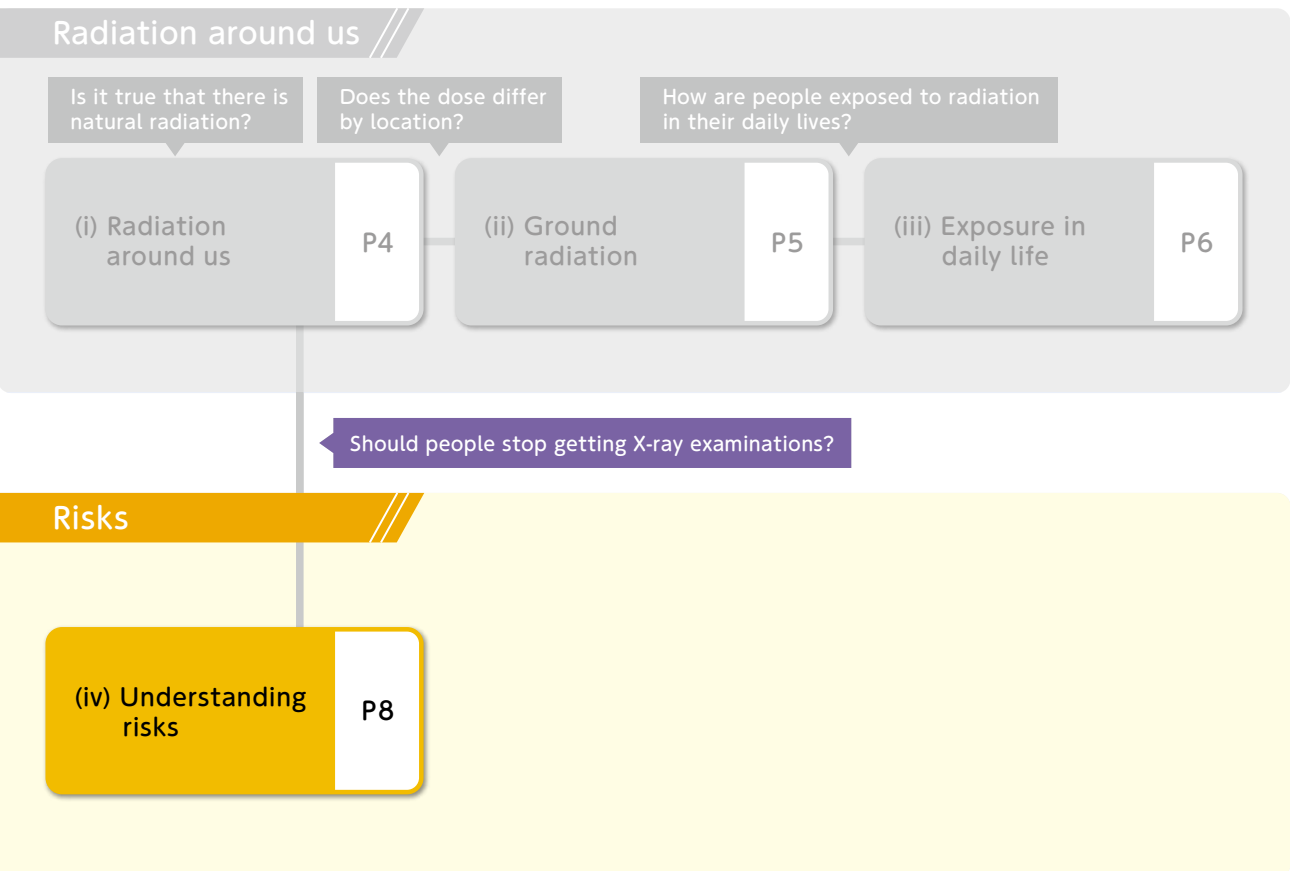 Radiation around us
Is it true that there is
natural radiation?
Does the dose differ
by location?
How are people exposed to radiation
in their daily lives?
(i) Radiation
around us
P4
(ii) Ground
radiation
P5
(iii) Exposure in
daily life
P6
Should people stop getting X-ray examinations?
Risks
(iv) Understanding
risks
P8